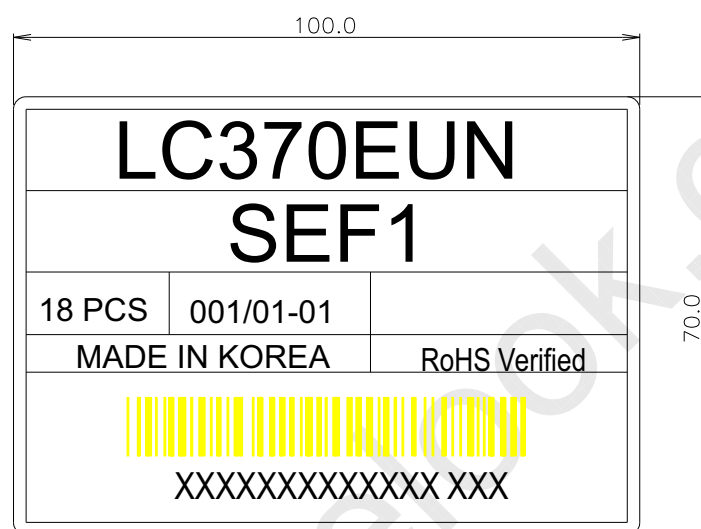 100.0
LC370EUN
SEF1
70.0
18 PCS 001/01-01
MADE IN KOREA RoHS Verified
XXXXXXXXXXXXX XXX